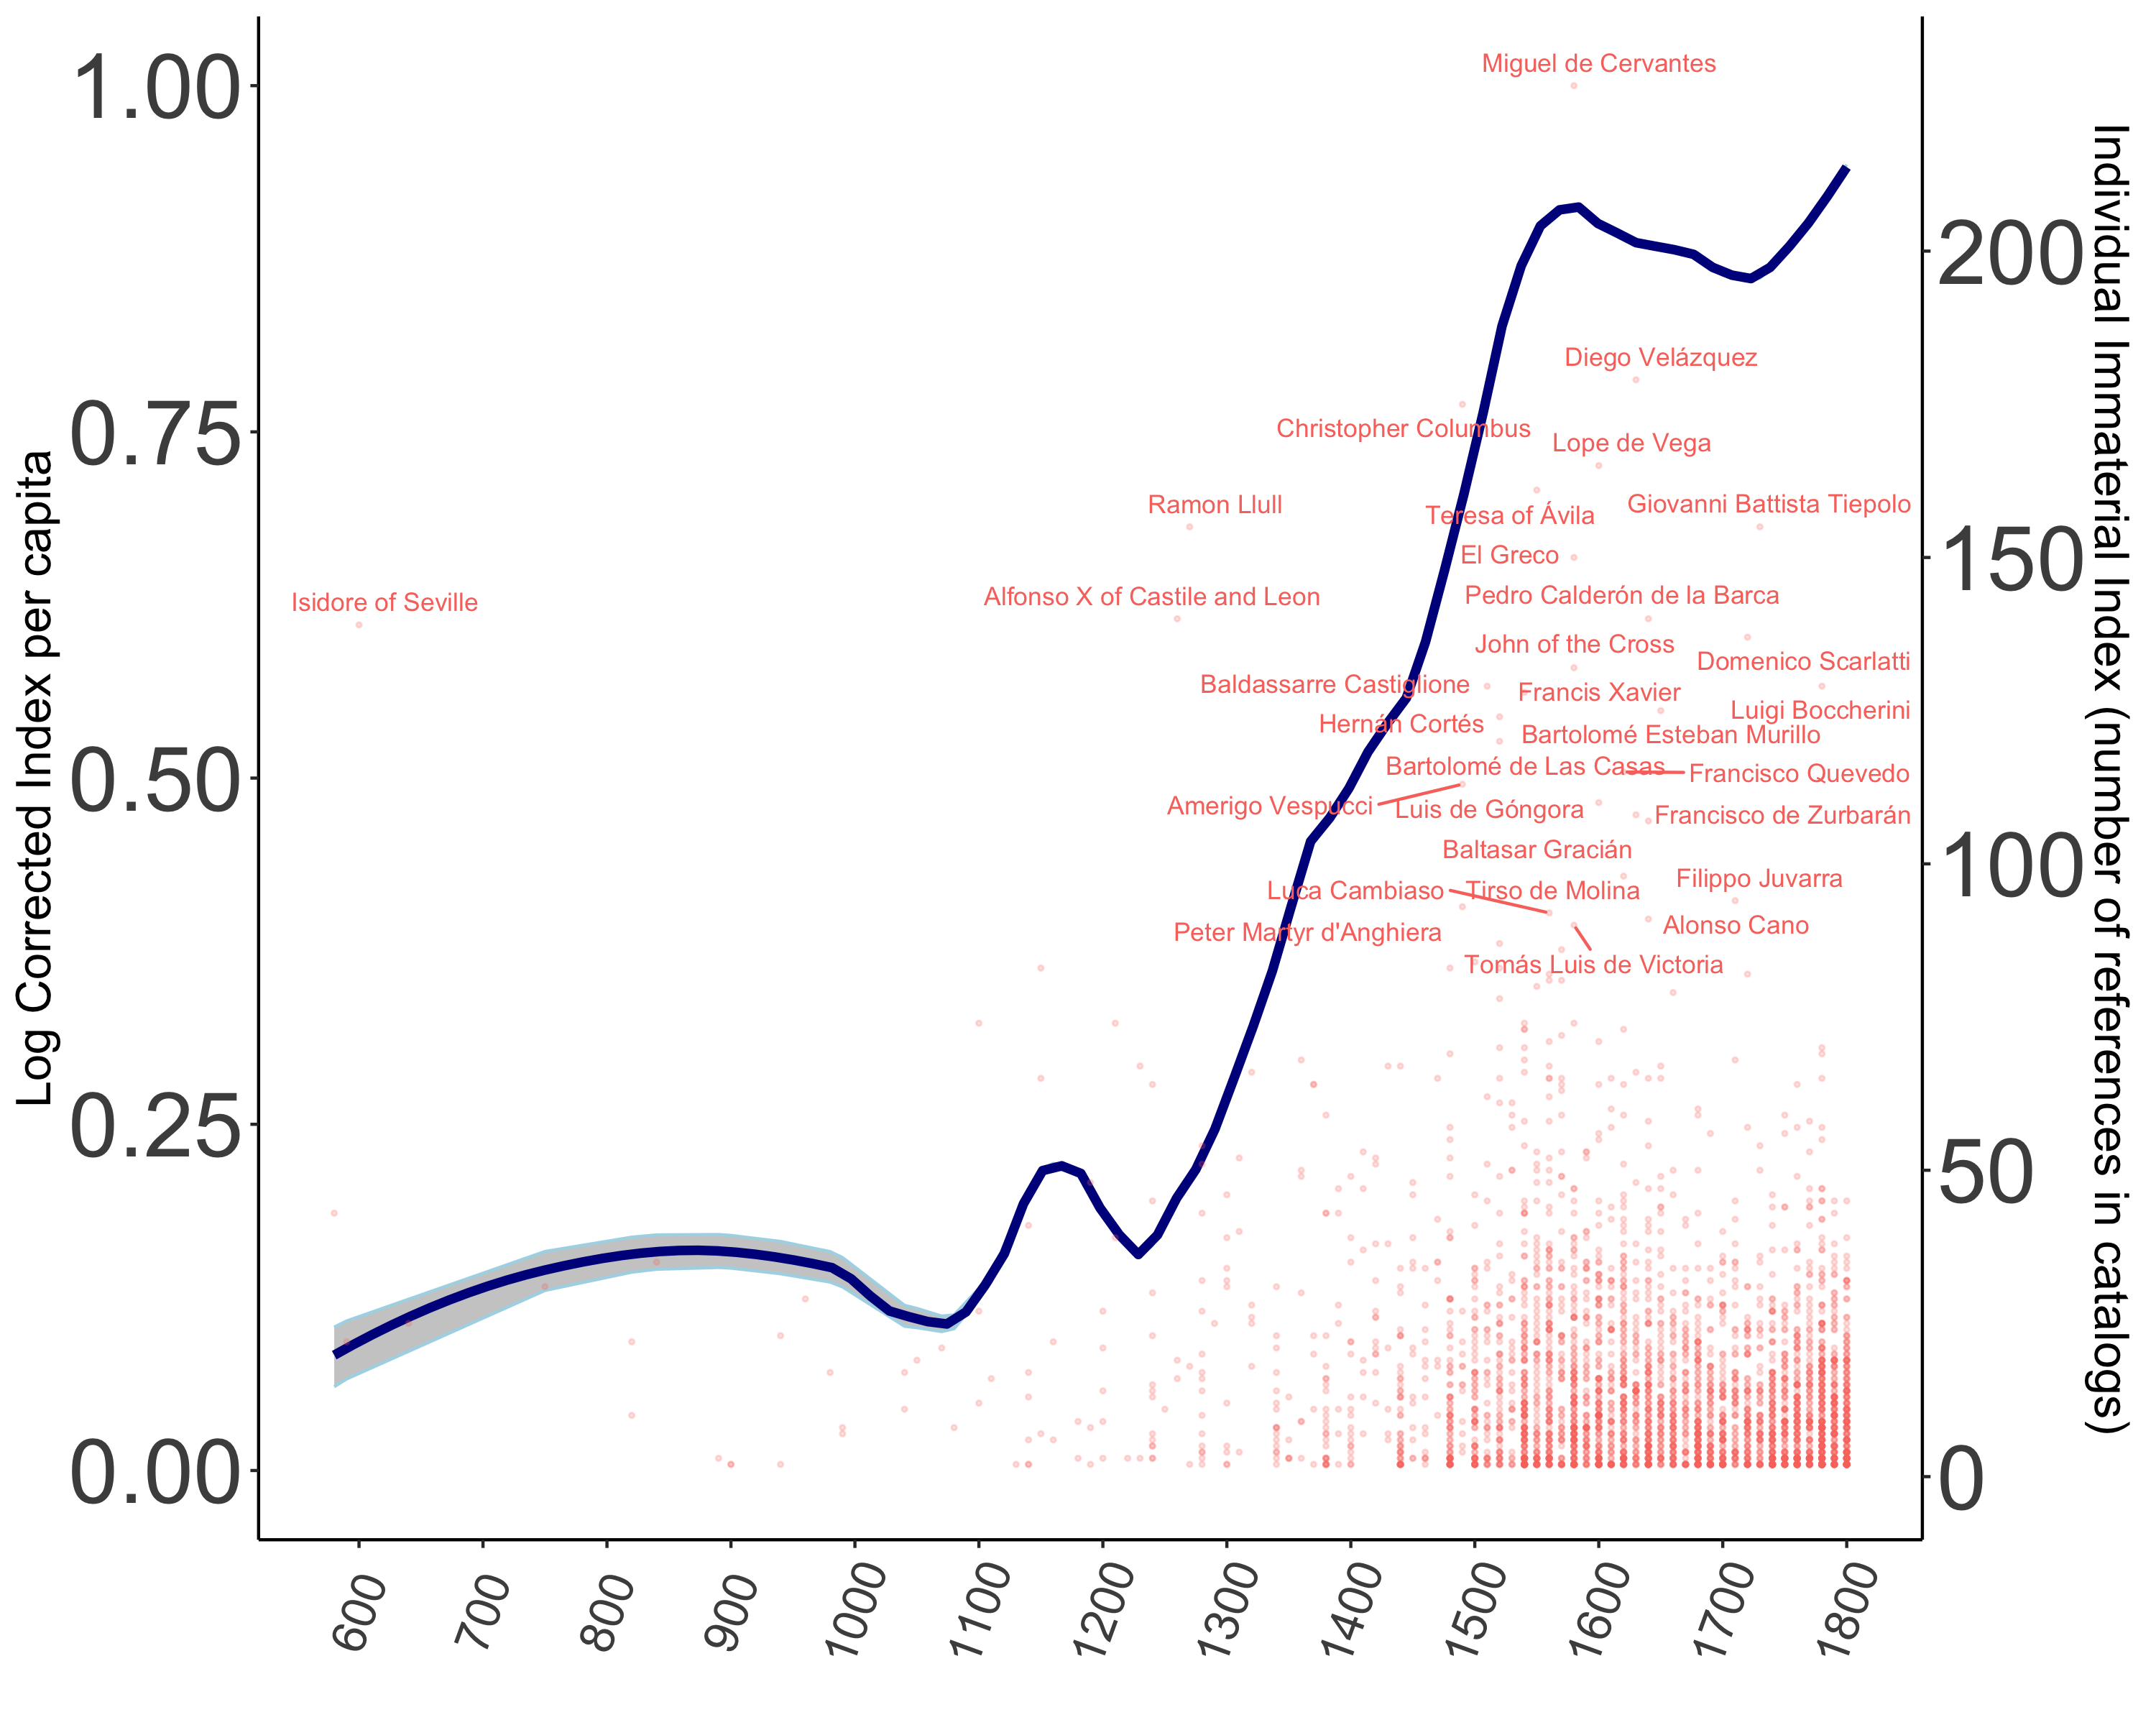 Log Corrected Index per capita
1.00
0.75
0.50
0.25
0.00
Miguel de Cervantes
Diego Velázquez
Christopher Columbus
Lope de Vega
Ramon Llull
Giovanni Battista Tiepolo
Teresa of Ávila
El Greco
Isidore of Seville
Alfonso X of Castile and Leon
Pedro Calderón de la Barca
John of the Cross
Domenico Scarlatti
Baldassarre Castiglione
Francis Xavier
Luigi Boccherini
Hernán Cortés
Bartolomé Esteban Murillo
Bartolomé de Las Casas
Francisco Quevedo
Amerigo Vespucci
Luis de Góngora
Francisco de Zurbarán
Baltasar Gracián
Filippo Juvarra
Luca Cambiaso
Tirso de Molina
Peter Martyr d'Anghiera
Alonso Cano
Tomás Luis de Victoria
200
150
100
50
0
Individual Immaterial Index (number of references in catalogs)
600
700
800
900
1000
1100
1200
1300
1400
1500
1600
1700
1800